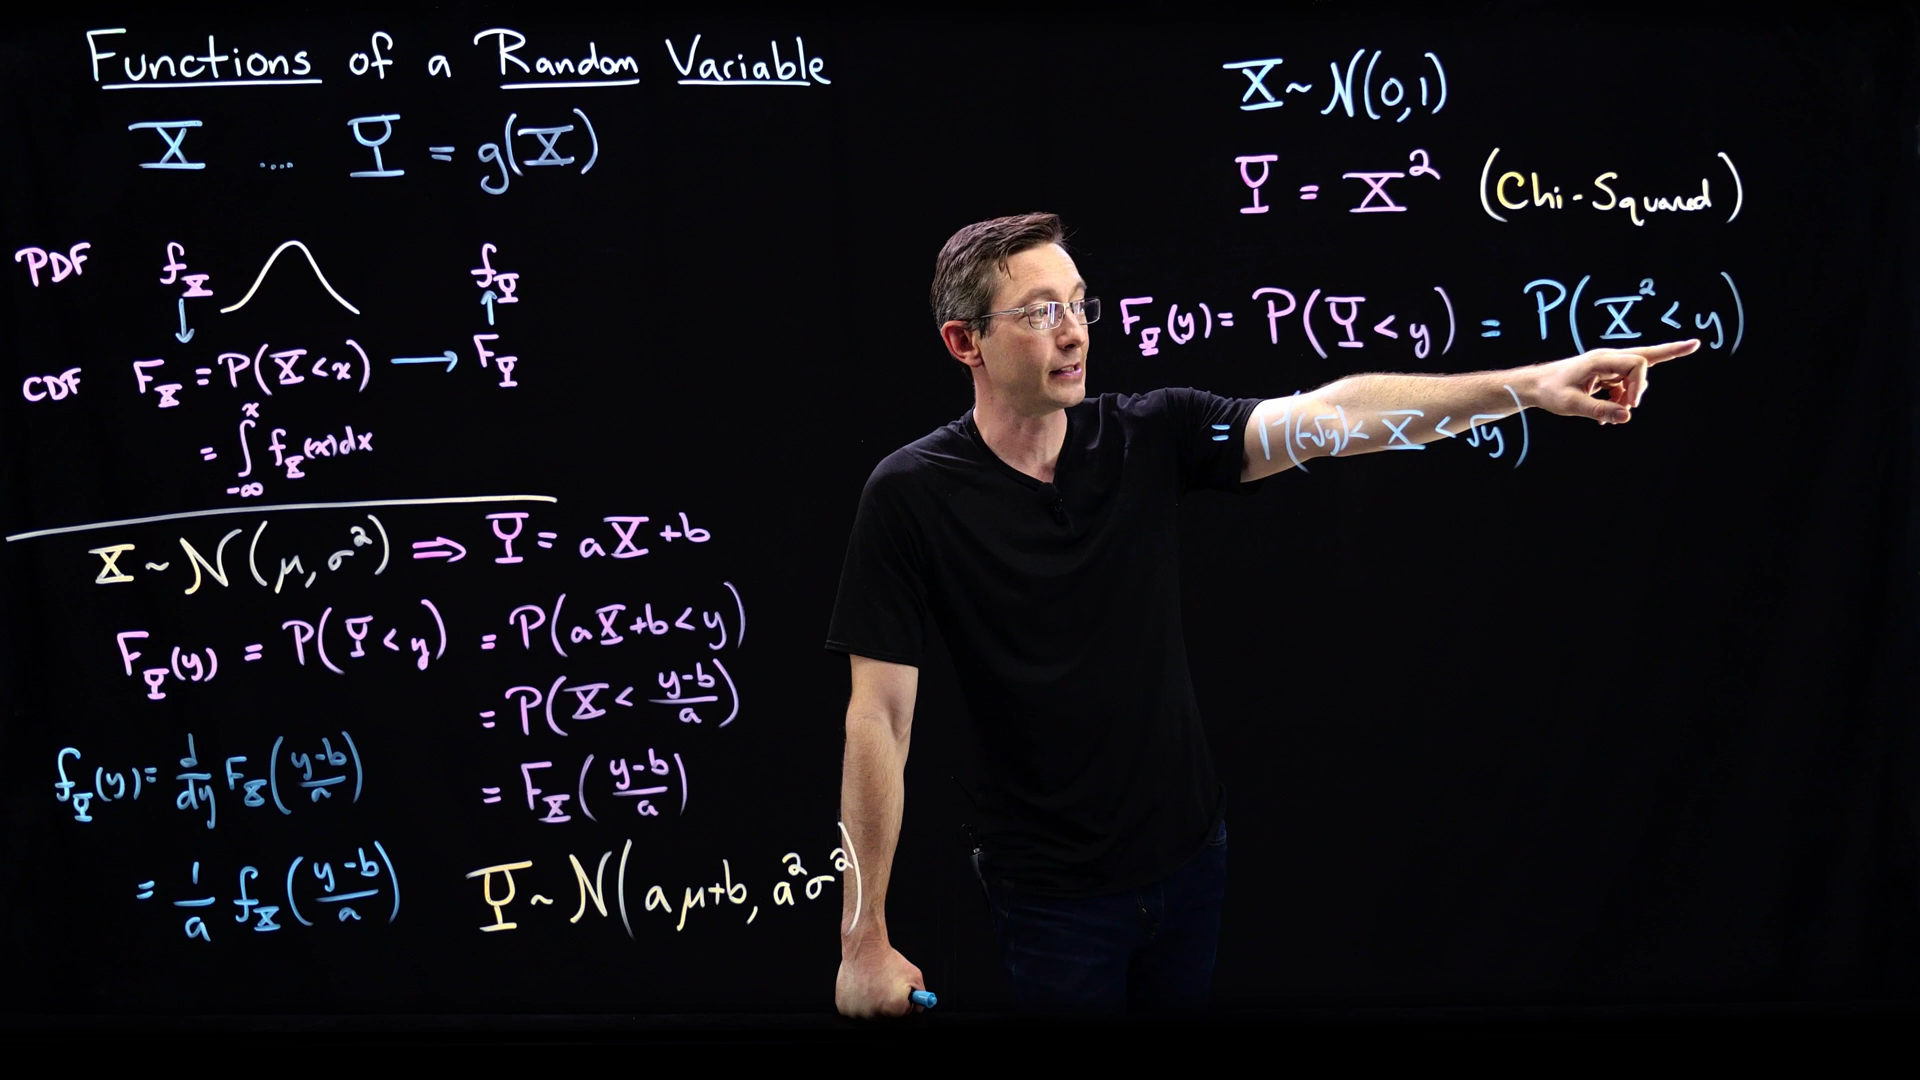 Functions of a Random Variable
X .... Y = g(X)
PDF f_X f_Y
↓ ↑
CDF F_X = P(X < x) → F_Y
= ∫_{-∞}^{x} f_X(x)dx
X ~ N(μ, σ²) ⇒ Y = aX + b
F_Y(y) = P(Y < y) = P(aX + b < y)
= P(X < (y-b)/a)
= F_X((y-b)/a)
f_Y(y) = d/dy F_X((y-b)/a)
= 1/a f_X((y-b)/a)
Y ~ N(aμ+b, a²σ²)
X ~ N(0,1)
Y = X² (Chi-Squared)
F_Y(y) = P(Y < y) = P(X² < y)
= P(-√y < X < √y)